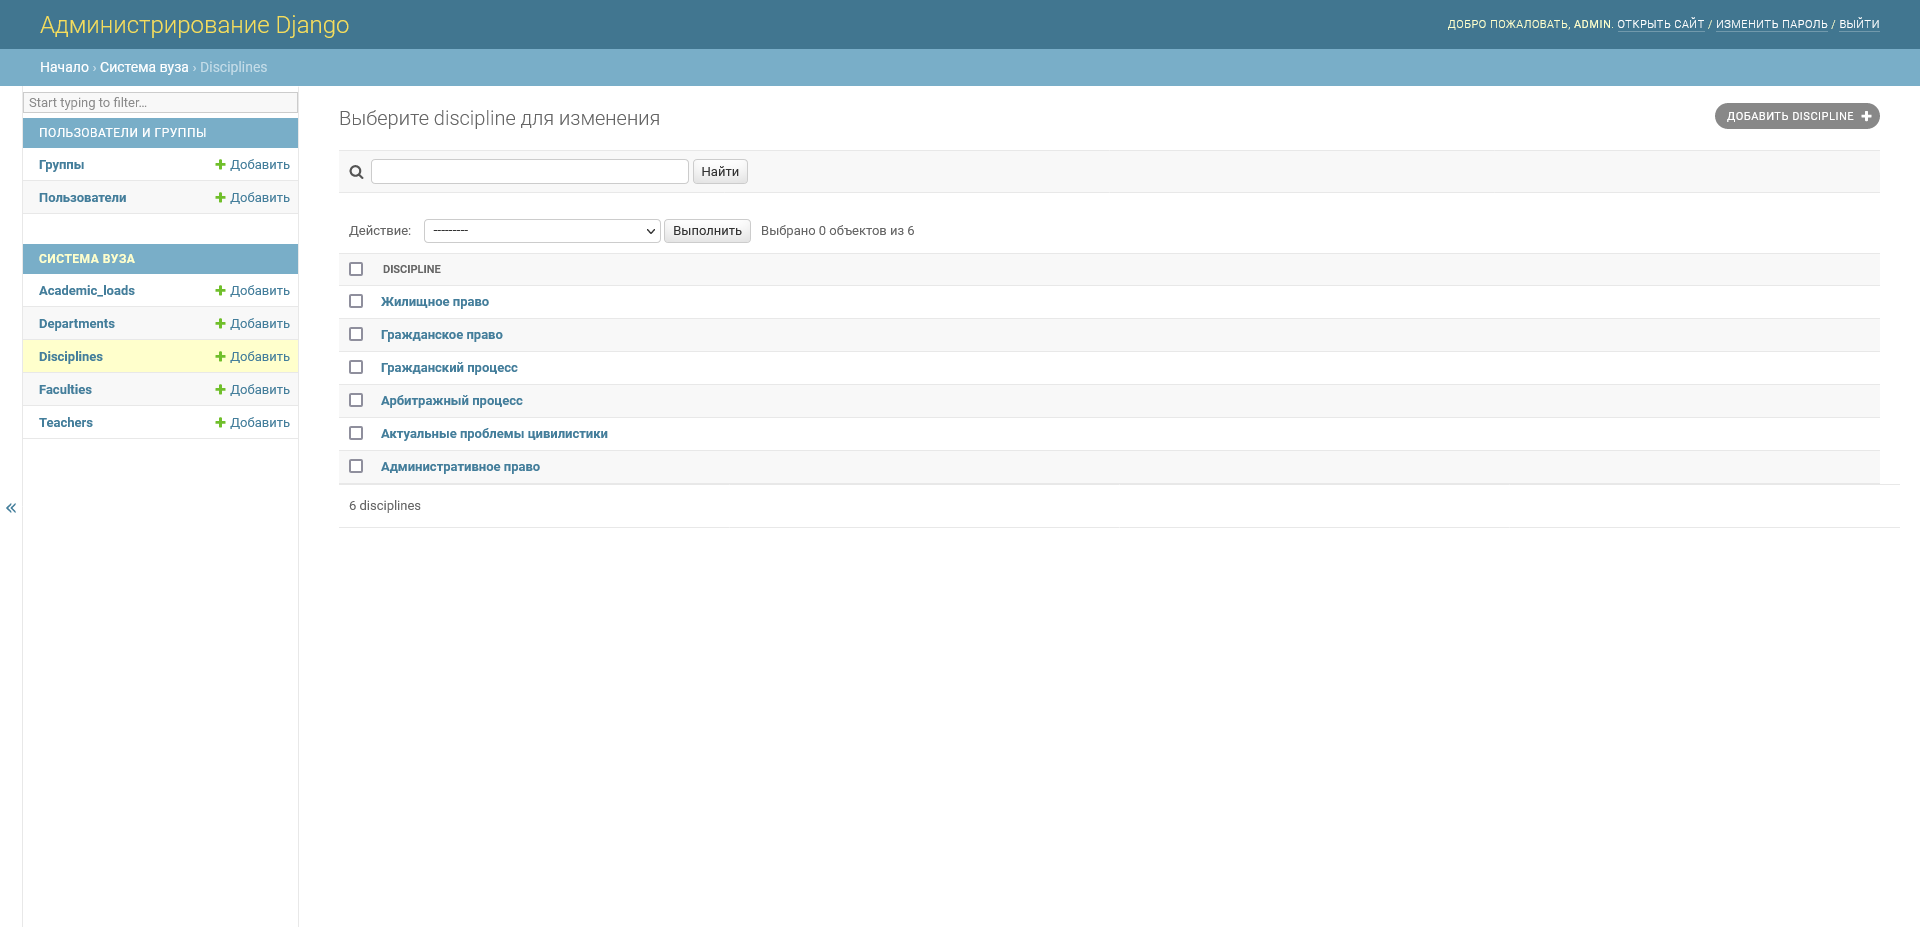 Администрирование Django
ДОБРО ПОЖАЛОВАТЬ, ADMIN. ОТКРЫТЬ САЙТ / ИЗМЕНИТЬ ПАРОЛЬ / ВЫЙТИ
Начало › Система вуза › Disciplines
Start typing to filter...
ПОЛЬЗОВАТЕЛИ И ГРУППЫ
Группы Добавить
Пользователи Добавить
СИСТЕМА ВУЗА
Academic_loads Добавить
Departments Добавить
Disciplines Добавить
Faculties Добавить
Teachers Добавить
«
Выберите discipline для изменения
ДОБАВИТЬ DISCIPLINE
Найти
Действие: --------- Выполнить Выбрано 0 объектов из 6
DISCIPLINE
Жилищное право
Гражданское право
Гражданский процесс
Арбитражный процесс
Актуальные проблемы цивилистики
Административное право
6 disciplines